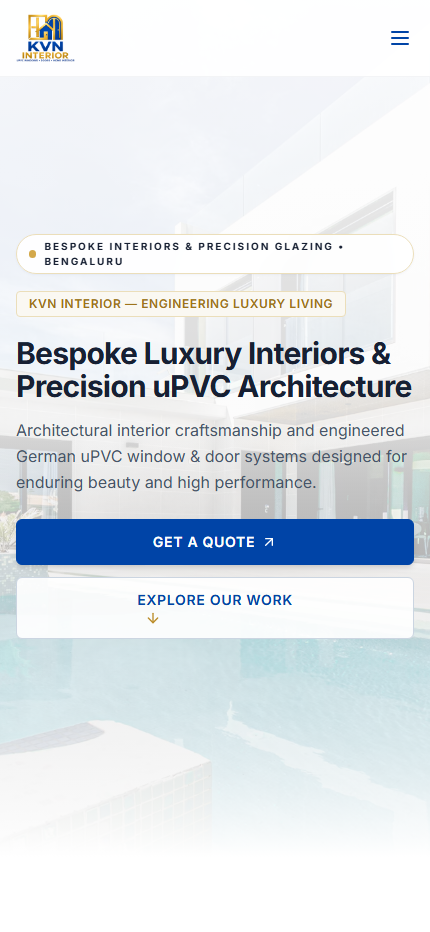 KVN
INTERIOR
BESPOKE INTERIORS & PRECISION GLAZING •
BENGALURU
KVN INTERIOR — ENGINEERING LUXURY LIVING
Bespoke Luxury Interiors &
Precision uPVC Architecture
Architectural interior craftsmanship and engineered
German uPVC window & door systems designed for
enduring beauty and high performance.
GET A QUOTE
EXPLORE OUR WORK